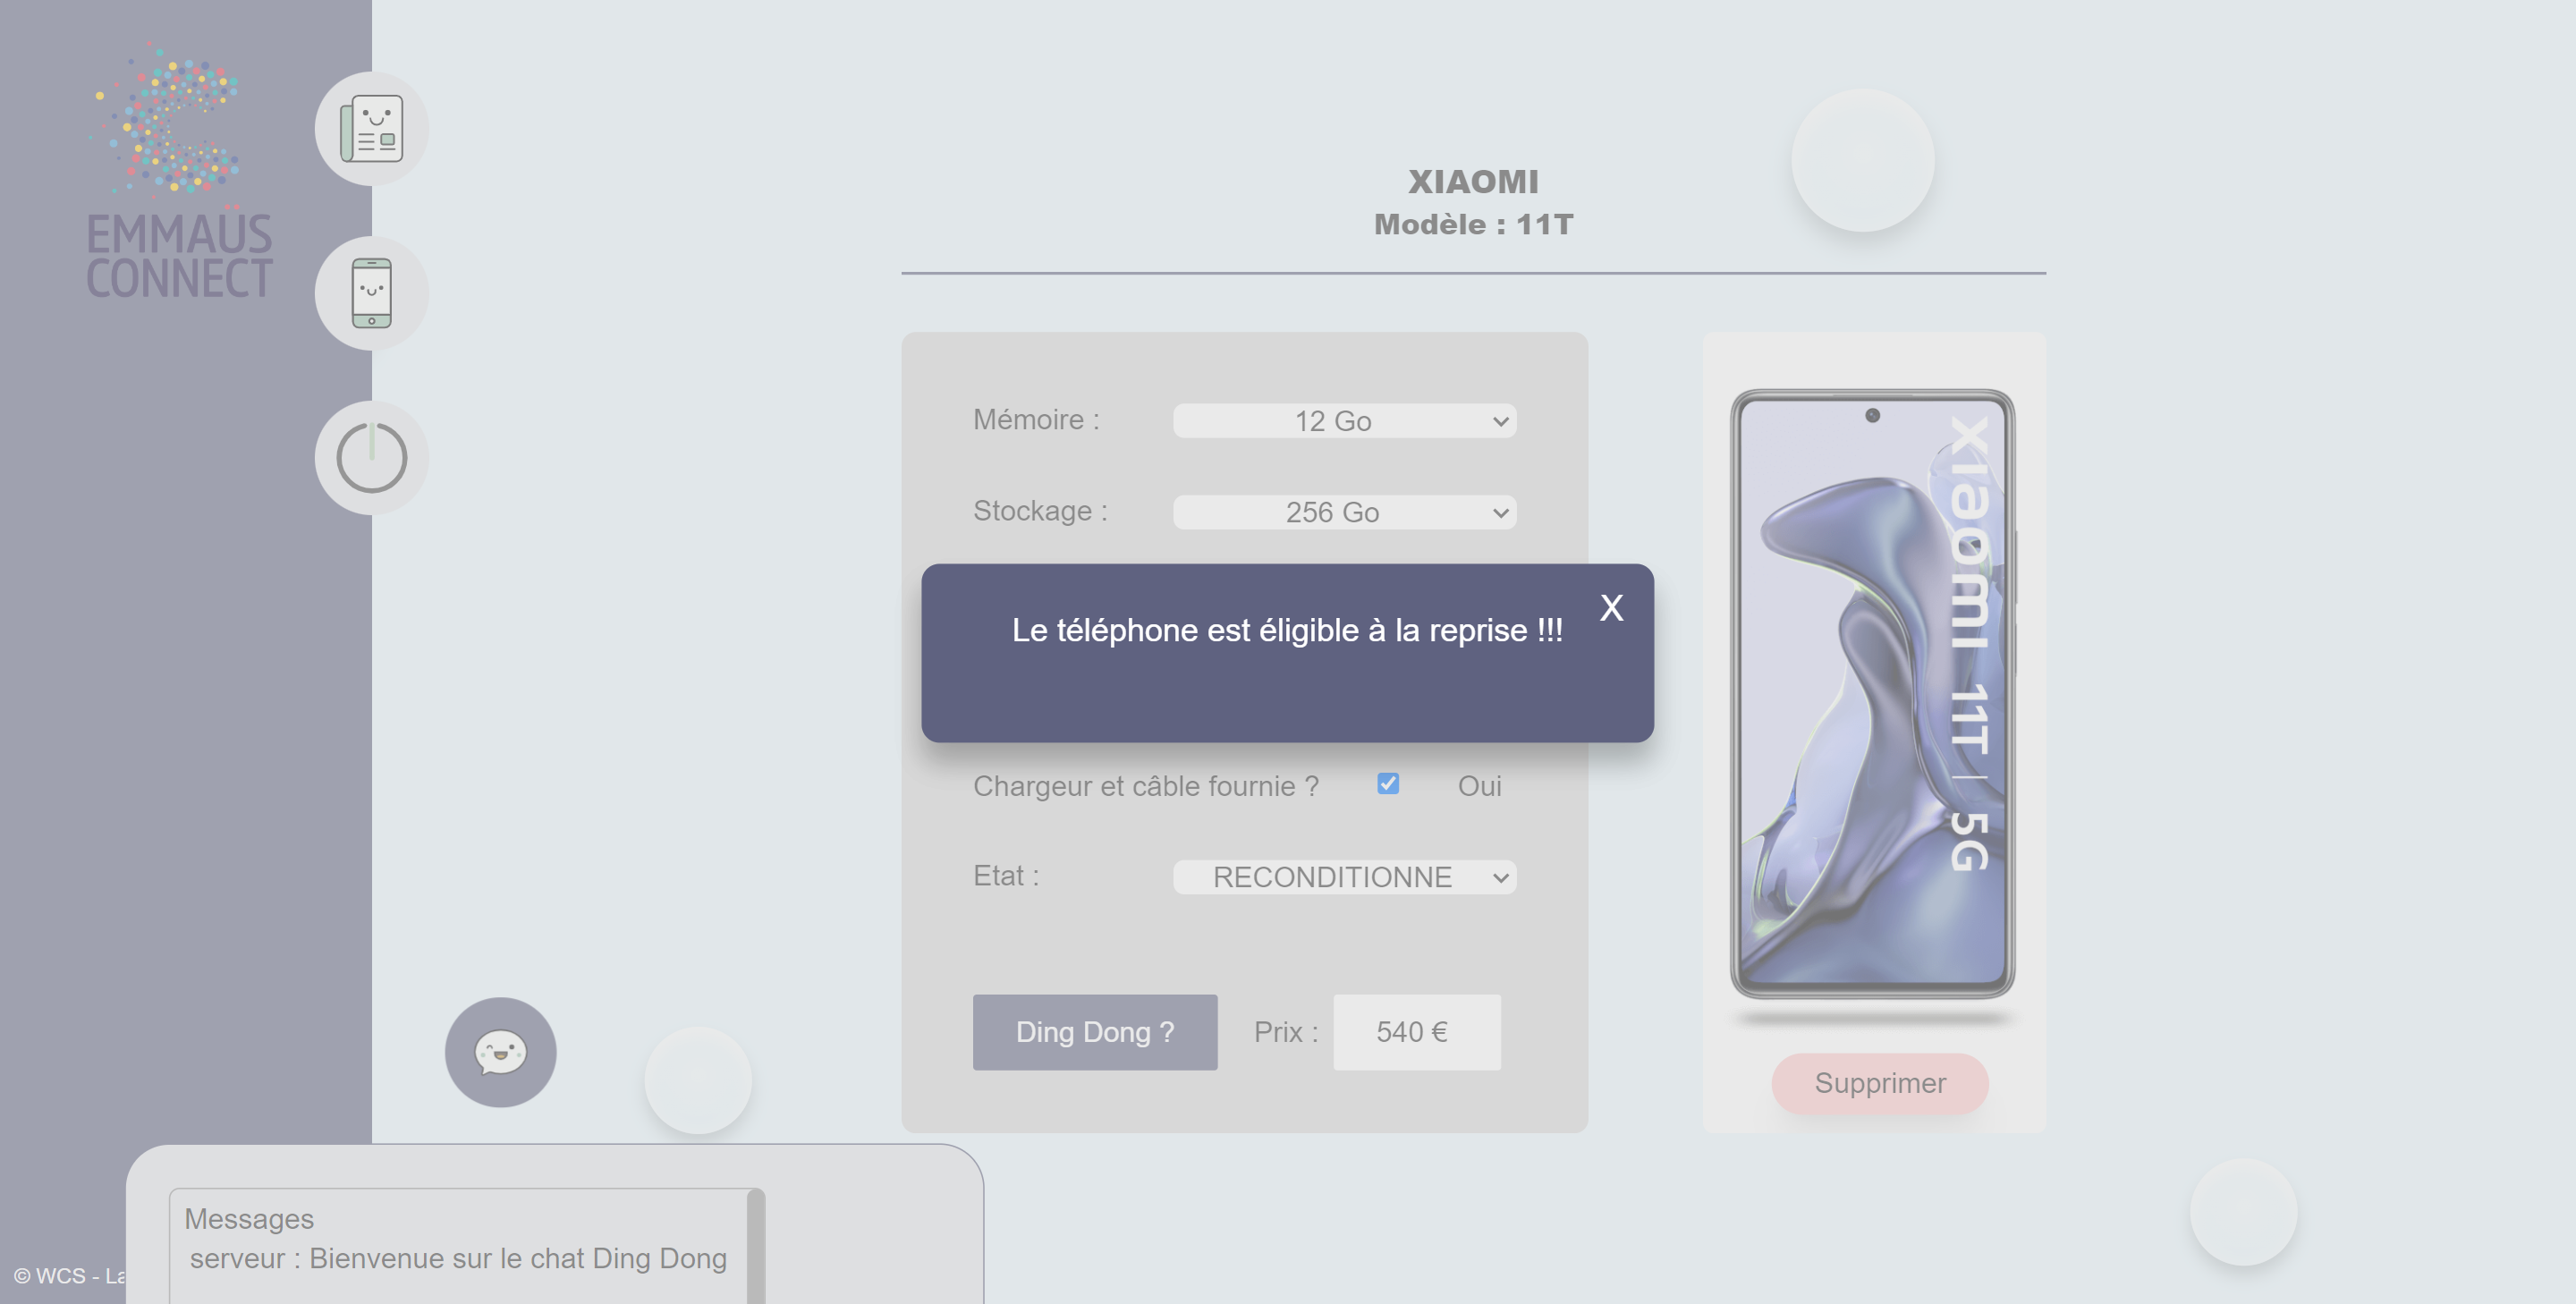 EMMAÜS
CONNECT
XIAOMI
Modèle : 11T
Mémoire :
12 Go
Stockage :
256 Go
Le téléphone est éligible à la reprise !!!
X
Chargeur et câble fournie ?
Oui
Etat :
RECONDITIONNE
Ding Dong ?
Prix :
540 €
xiaomi 11T | 5G
Supprimer
Messages
serveur : Bienvenue sur le chat Ding Dong
© WCS - La